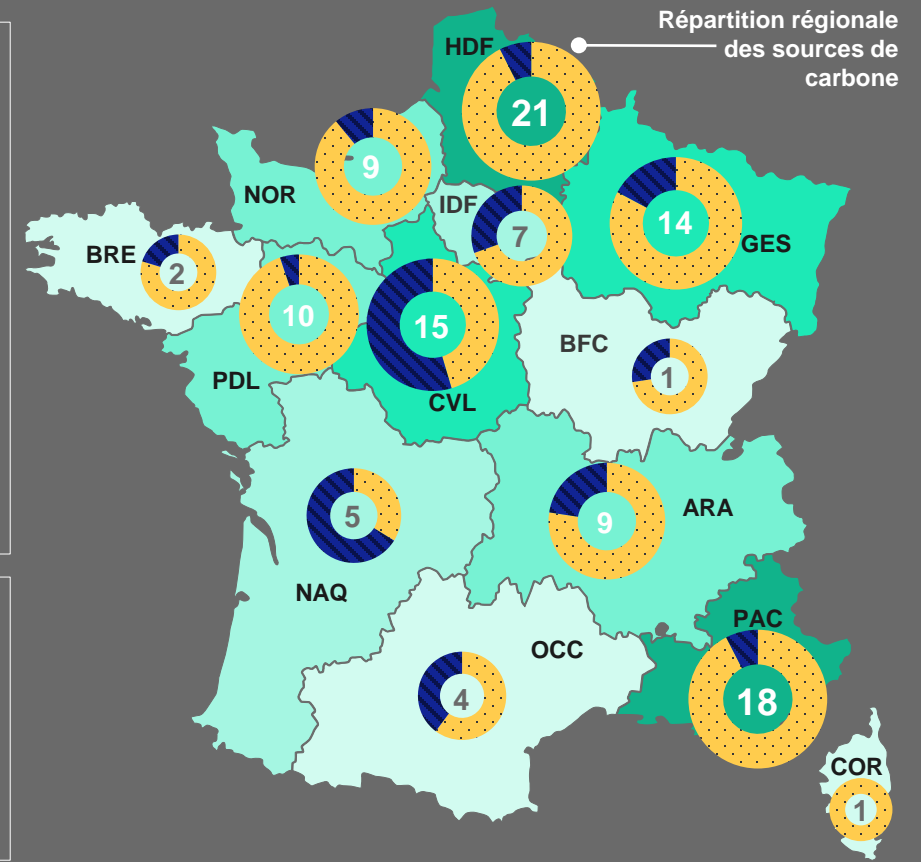 Répartition régionale
des sources de
carbone
HDF
21
NOR
9
IDF
7
GES
14
BRE
2
PDL
10
CVL
15
BFC
1
NAQ
5
ARA
9
OCC
4
PAC
18
COR
1